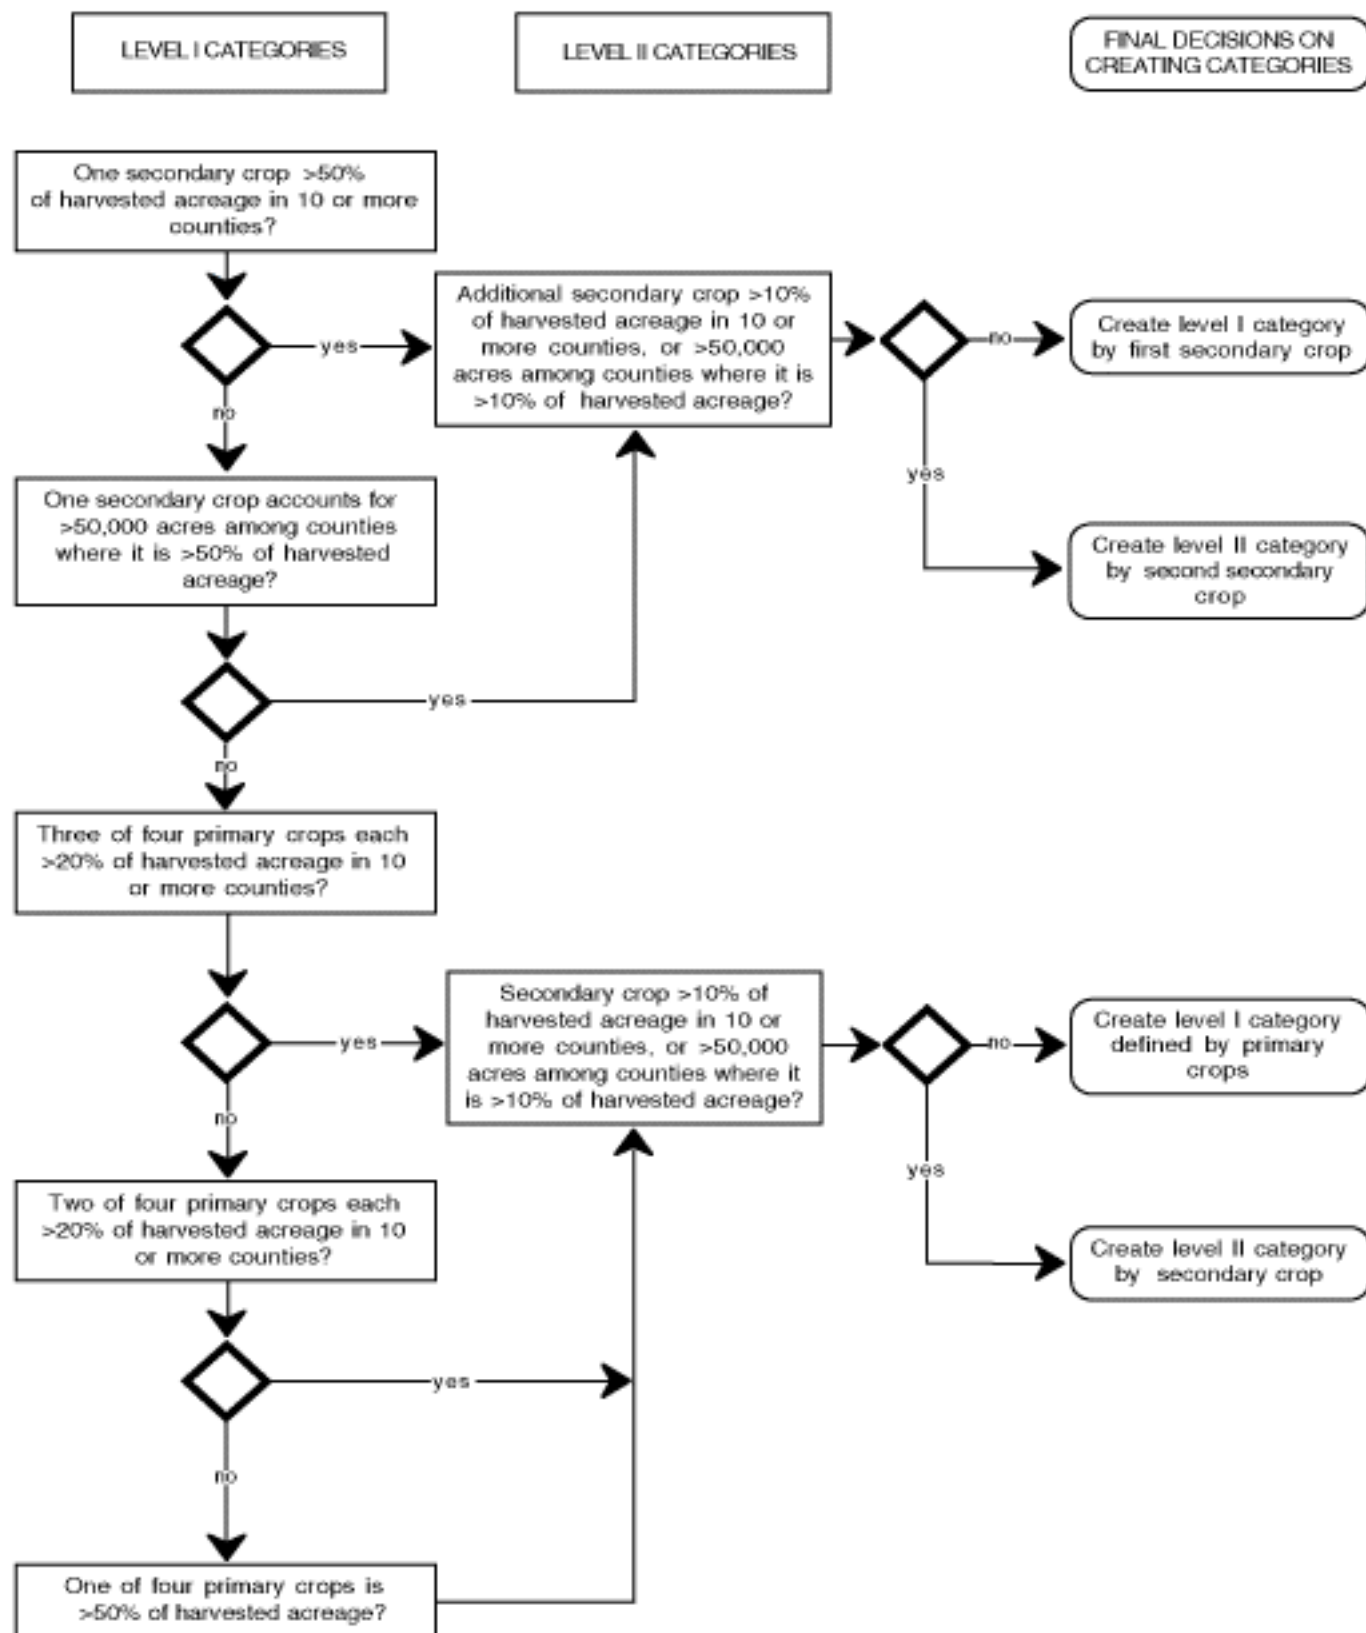 LEVEL I CATEGORIES
LEVEL II CATEGORIES
FINAL DECISIONS ON
CREATING CATEGORIES
One secondary crop >50%
of harvested acreage in 10 or more
counties?
yes
no
Additional secondary crop >10%
of harvested acreage in 10 or
more counties, or >50,000
acres among counties where it is
>10% of harvested acreage?
no
yes
Create level I category
by first secondary crop
Create level II category
by second secondary
crop
One secondary crop accounts for
>50,000 acres among counties
where it is >50% of harvested
acreage?
yes
no
Three of four primary crops each
>20% of harvested acreage in 10
or more counties?
yes
no
Secondary crop >10% of
harvested acreage in 10 or
more counties, or >50,000
acres among counties where it
is >10% of harvested acreage?
no
yes
Create level I category
defined by primary
crops
Create level II category
by secondary crop
Two of four primary crops each
>20% of harvested acreage in 10
or more counties?
yes
no
One of four primary crops is
>50% of harvested acreage?